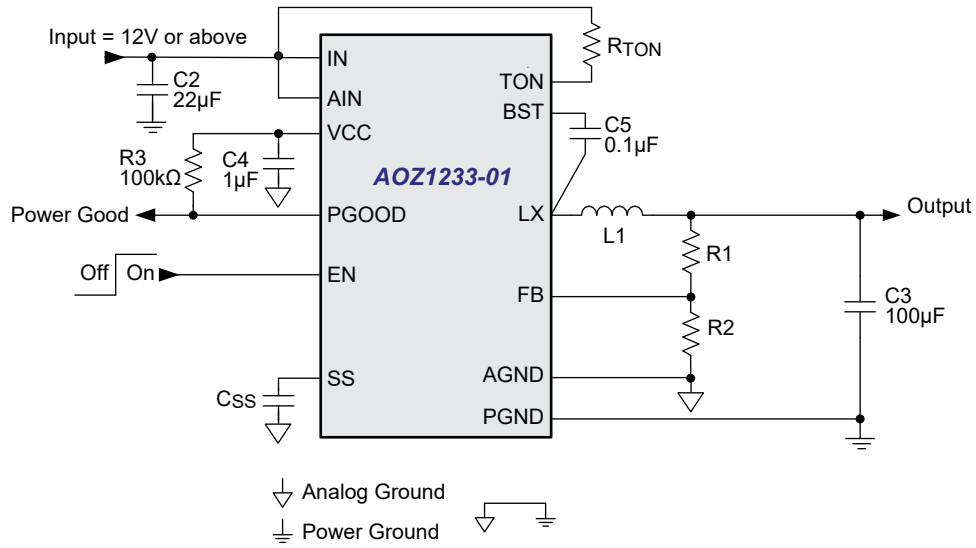 Input = 12V or above
C2
22µF
R3
100kΩ
C4
1µF
Power Good
Off
On
CSS
IN
AIN
VCC
PGOOD
EN
SS
AOZ1233-01
TON
BST
LX
FB
AGND
PGND
RTON
C5
0.1µF
L1
R1
R2
Output
C3
100µF
Analog Ground
Power Ground